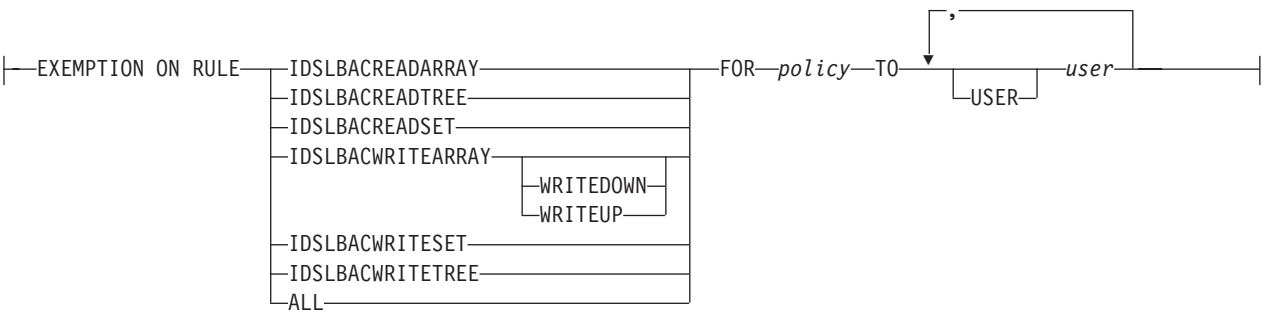 ,
EXEMPTION ON RULE IDSLBACREADARRAY FOR policy TO user
IDSLBACREADTREE USER
IDSLBACREADSET
IDSLBACWRITEARRAY
WRITEDOWN
WRITEUP
IDSLBACWRITESET
IDSLBACWRITETREE
ALL